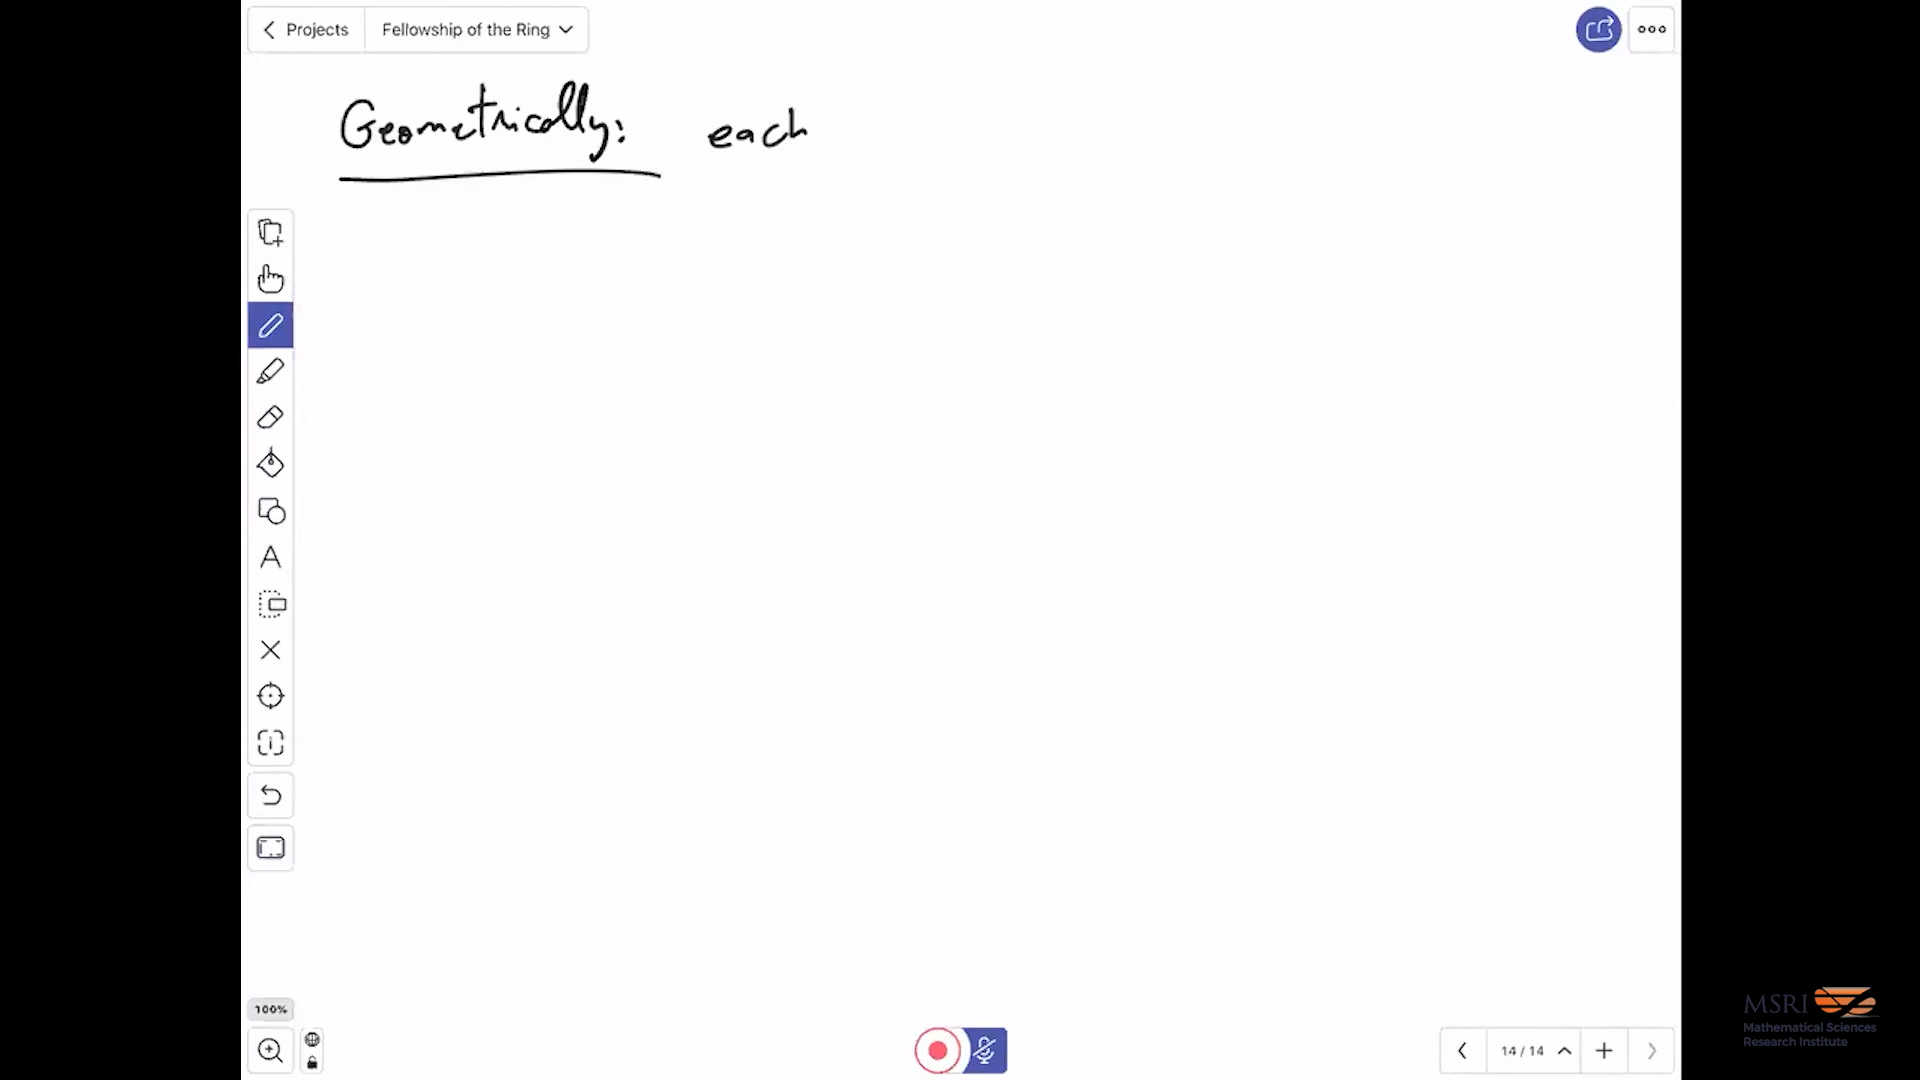 Projects Fellowship of the Ring
Geometrically: each
A
100%
14 / 14
MSRI
Mathematical Sciences
Research Institute